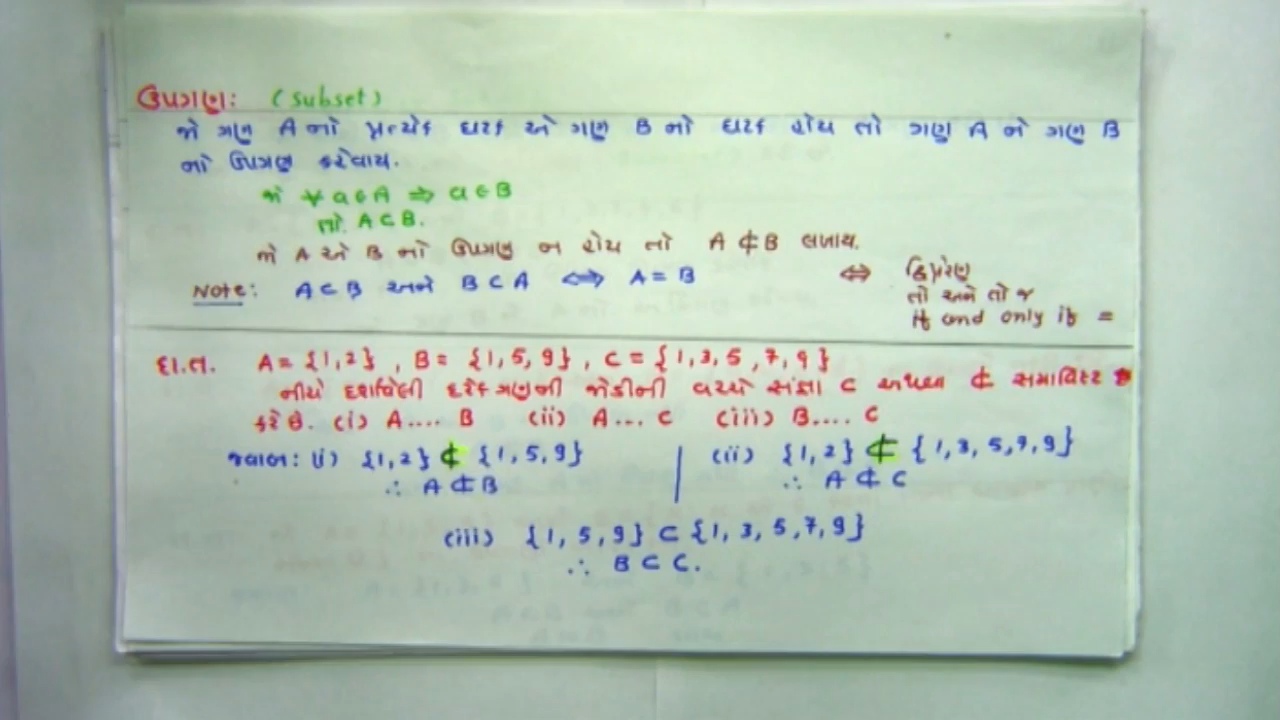 ઉપગણ: (subset)
જો ગણ A નો પ્રત્યેક ઘટક એ ગણ B નો ઘટક હોય તો ગણ A ને ગણ B
નો ઉપગણ કહેવાય.
જો ∀ a ∈ A ⇒ a ∈ B
તો A ⊂ B.
જો A એ B નો ઉપગણ ન હોય તો A ⊄ B લખાય.
Note: A ⊂ B અને B ⊂ A ⇔ A = B
⇔ દ્વિપ્રેરણ
તો અને તો જ
If and only if =
દા.ત. A = {1,2}, B = {1, 5, 9}, C = {1, 3, 5, 7, 9}
નીચે દર્શાવેલી દરેક ગણની જોડીની વચ્ચે સંજ્ઞા ⊂ અથવા ⊄ સમાવિષ્ટ
કરો. (i) A.... B (ii) A... C (iii) B.... C
જવાબ: (i) {1,2} ⊄ {1, 5, 9}
∴ A ⊄ B
(ii) {1,2} ⊄ {1, 3, 5, 7, 9}
∴ A ⊄ C
(iii) {1, 5, 9} ⊂ {1, 3, 5, 7, 9}
∴ B ⊂ C.